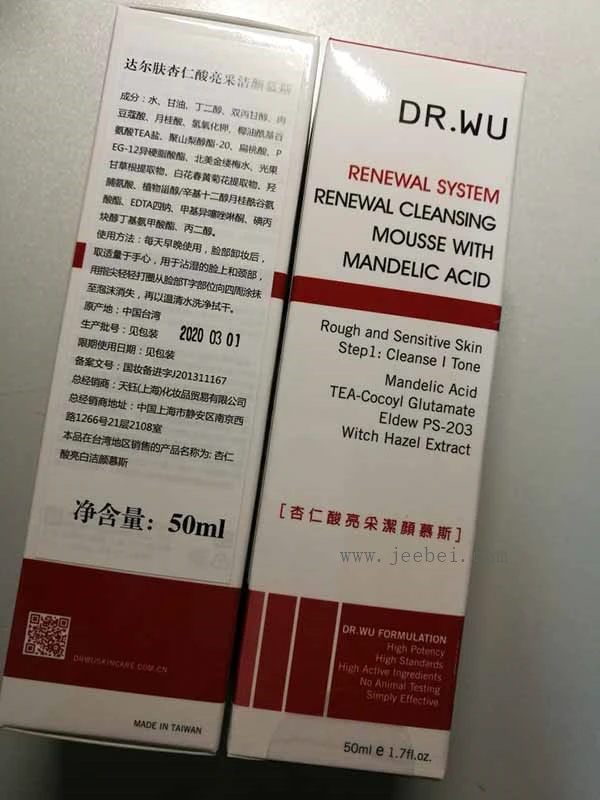 达尔肤杏仁酸亮采洁颜慕斯
成分：水、甘油、丁二醇、双丙甘醇、肉
豆蔻酸、月桂酸、氢氧化钾、椰油酰基谷
氨酸TEA盐、聚山梨醇酯-20、扁桃酸、P
EG-12异硬脂酸酯、北美金缕梅水、光果
甘草根提取物、白花春黄菊花提取物、羟
脯氨酸、植物甾醇/辛基十二醇月桂酰谷氨
酸酯、EDTA四钠、甲基异噻唑啉酮、碘丙
炔醇丁基氨甲酸酯、丙二醇。
使用方法：每天早晚使用，脸部卸妆后，
取适量于手心，用于沾湿的脸上和颈部，
用指尖轻轻打圈从脸部T字部位向四周涂抹
至泡沫消失，再以温清水洗净拭干。
原产地：中国台湾
生产批号：见包装
2020 03 01
限期使用日期：见包装
备案文号：国妆备进字J201311167
总经销商：天钰(上海)化妆品贸易有限公司
总经销商地址：中国上海市静安区南京西
路1266号21层2108室
本品在台湾地区销售的产品名称为：杏仁
酸亮白洁颜慕斯
净含量：50ml
DRWUSKINCARE.COM.CN
MADE IN TAIWAN
DR.WU
RENEWAL SYSTEM
RENEWAL CLEANSING
MOUSSE WITH
MANDELIC ACID
Rough and Sensitive Skin
Step1: Cleanse I Tone
Mandelic Acid
TEA-Cocoyl Glutamate
Eldew PS-203
Witch Hazel Extract
[杏仁酸亮采潔顏慕斯]
www.jeebei.com
DR.WU FORMULATION
High Potency
High Standards
High Active Ingredients
No Animal Testing
Simply Effective
50ml e 1.7fl.oz.